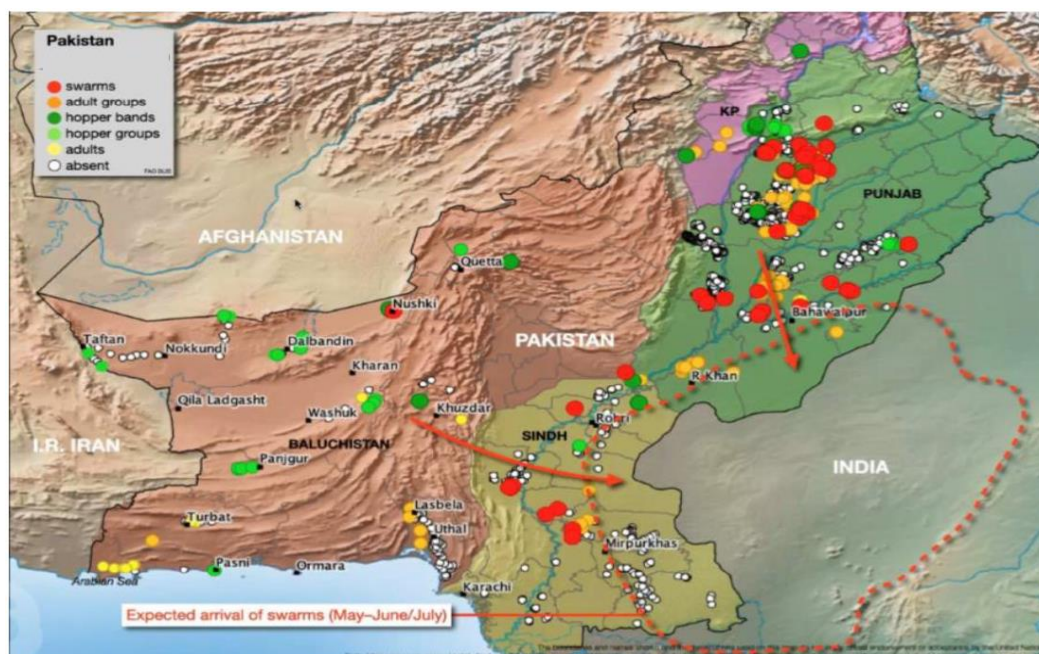 Pakistan
swarms
adult groups
hopper bands
hopper groups
adults
absent
KP
PUNJAB
AFGHANISTAN
Quetta
Nushki
Taftan
Nokkundi
Dalbandin
PAKISTAN
Bahawalpur
Kharan
R Khan
Qila Ladgasht
Washuk
Khuzdar
Rohri
I.R. IRAN
BALUCHISTAN
SINDH
INDIA
Panjgur
Turbat
Lasbela
Uthal
Mirpurkhas
Pasni
Ormara
Arabian Sea
Karachi
Expected arrival of swarms (May–June/July)